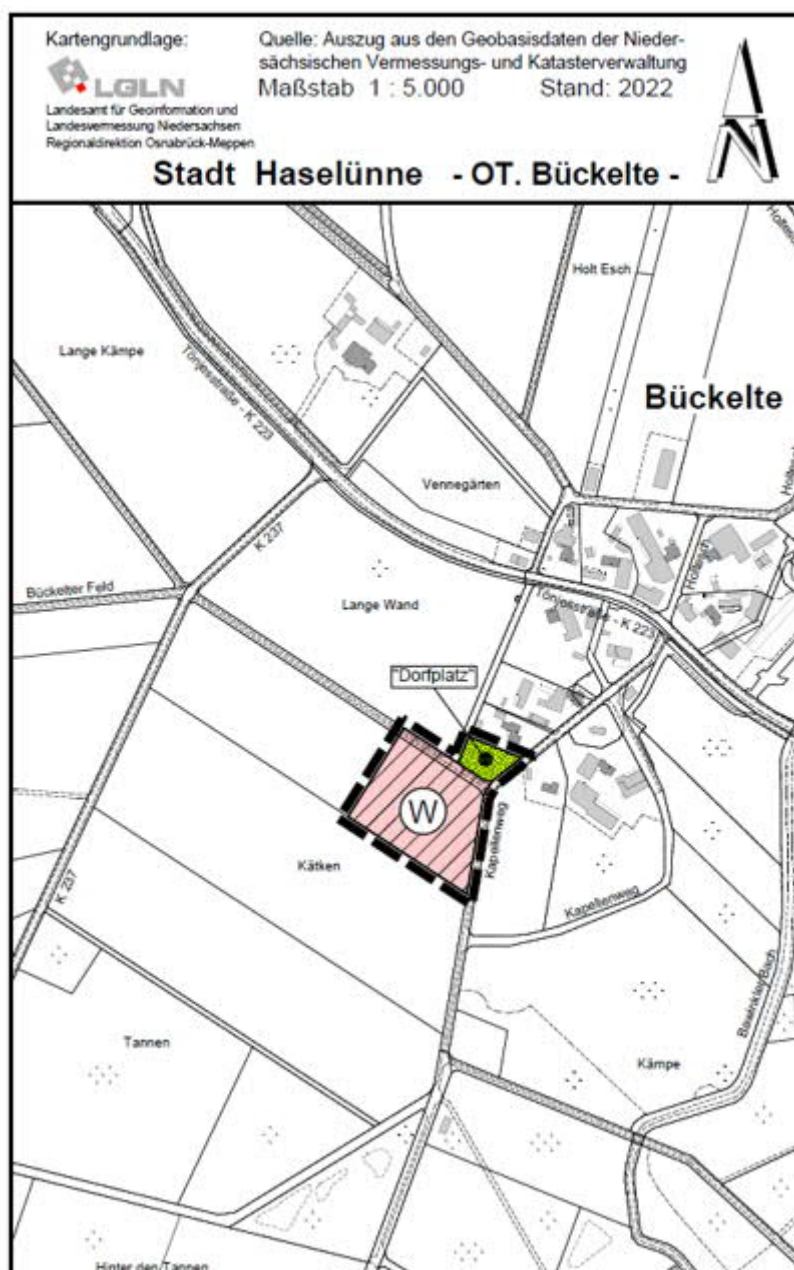 Kartengrundlage:
LGLN
Landesamt für Geoinformation und
Landesvermessung Niedersachsen
Regionaldirektion Osnabrück-Meppen
Quelle: Auszug aus den Geobasisdaten der Nieder-
sächsischen Vermessungs- und Katasterverwaltung
Maßstab 1 : 5.000 Stand: 2022
N
Stadt Haselünne - OT. Bückelte -
Holt Esch
Lange Kämpe
Tönjesstraße - K 223
Bückelte
Vennegärten
K 237
Bückelter Feld
Lange Wand
Tönjesstraße - K 223
Holtesch
"Dorfplatz"
W
Kapellenweg
Kätken
K 237
Kapellenweg
Tannen
Kämpe
Hinter den Tannen